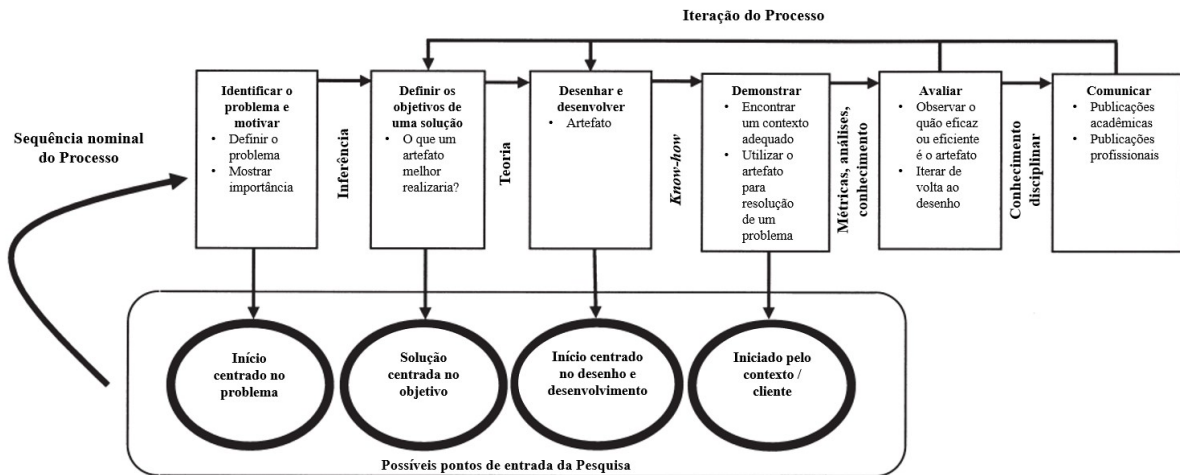 Iteração do Processo
Sequência nominal
do Processo
Identificar o
problema e
motivar
• Definir o
problema
• Mostrar
importância
Inferência
Definir os
objetivos de
uma solução
• O que um
artefato
melhor
realizaria?
Teoria
Desenhar e
desenvolver
• Artefato
Know-how
Demonstrar
• Encontrar
um contexto
adequado
• Utilizar o
artefato
para
resolução
de um
problema
Métricas, análises,
conhecimento
Avaliar
• Observar o
quão eficaz
ou eficiente
é o artefato
• Iterar de
volta ao
desenho
Conhecimento
disciplinar
Comunicar
• Publicações
acadêmicas
• Publicações
profissionais
Início
centrado no
problema
Solução
centrada no
objetivo
Início centrado
no desenho e
desenvolvimento
Iniciado pelo
contexto /
cliente
Possíveis pontos de entrada da Pesquisa